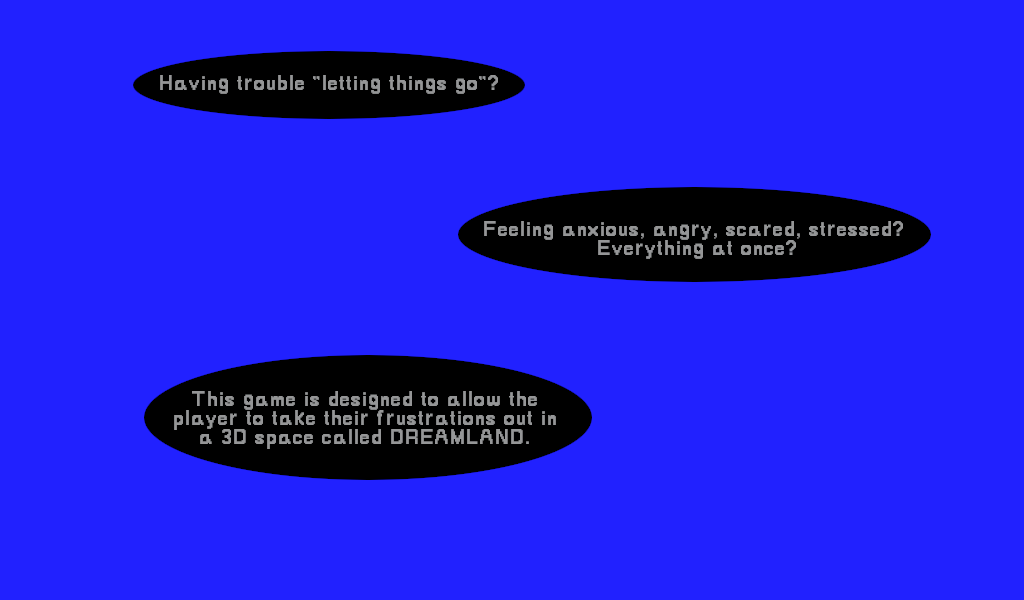 Having trouble "letting things go"?
Feeling anxious, angry, scared, stressed?
Everything at once?
This game is designed to allow the
player to take their frustrations out in
a 3D space called DREAMLAND.